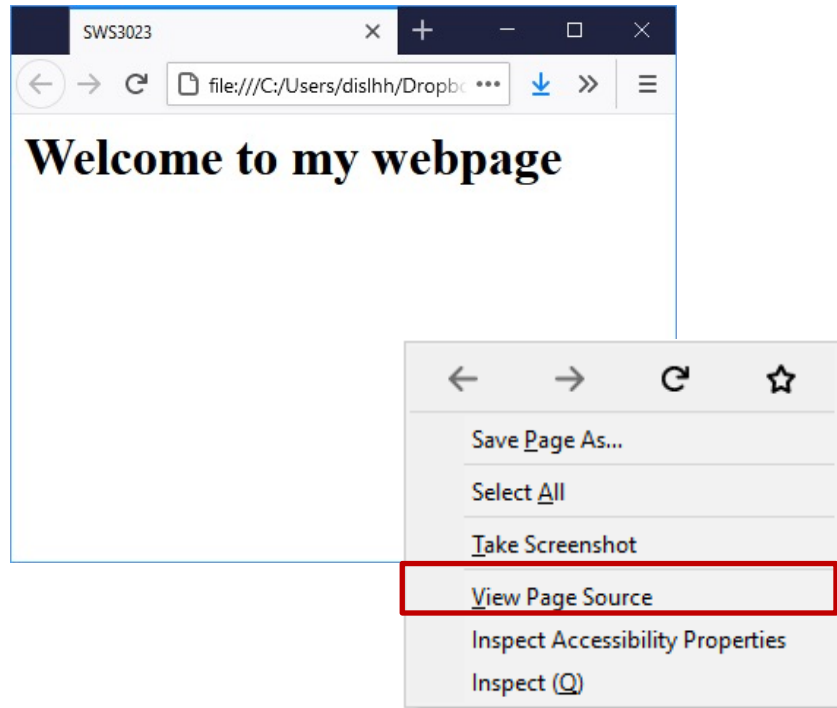 SWS3023
file:///C:/Users/dislhh/Dropbo
Welcome to my webpage
Save Page As...
Select All
Take Screenshot
View Page Source
Inspect Accessibility Properties
Inspect (Q)